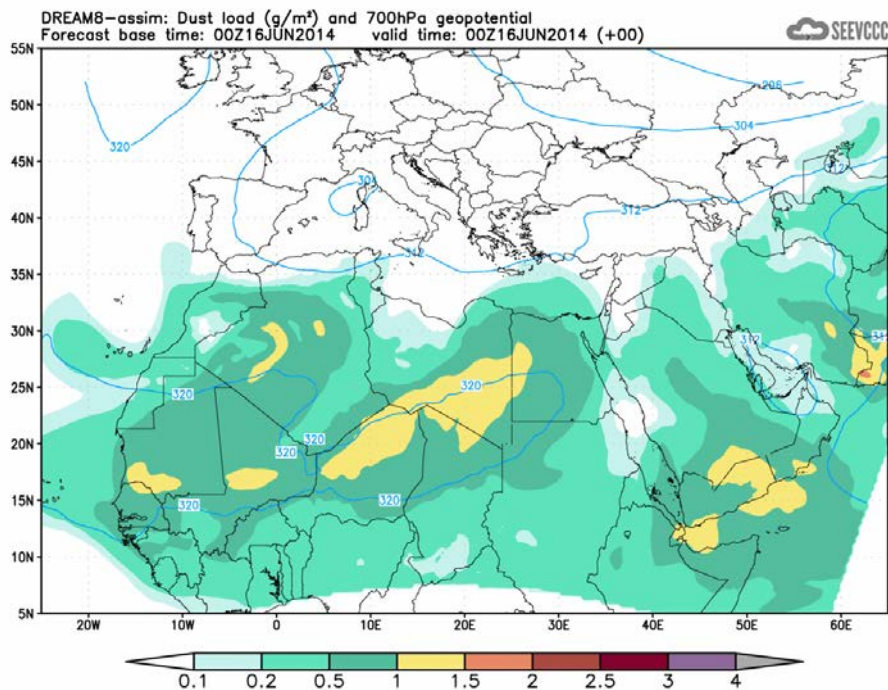 DREAM8-assim: Dust load (g/m²) and 700hPa geopotential
Forecast base time: 00Z16JUN2014 valid time: 00Z16JUN2014 (+00)
SEEVCCC
55N
50N
45N
40N
35N
30N
25N
20N
15N
10N
5N
296
304
320
312
312
312
312
320
320
320
320
320
320
20W
10W
0
10E
20E
30E
40E
50E
60E
0.1
0.2
0.5
1
1.5
2
2.5
3
4